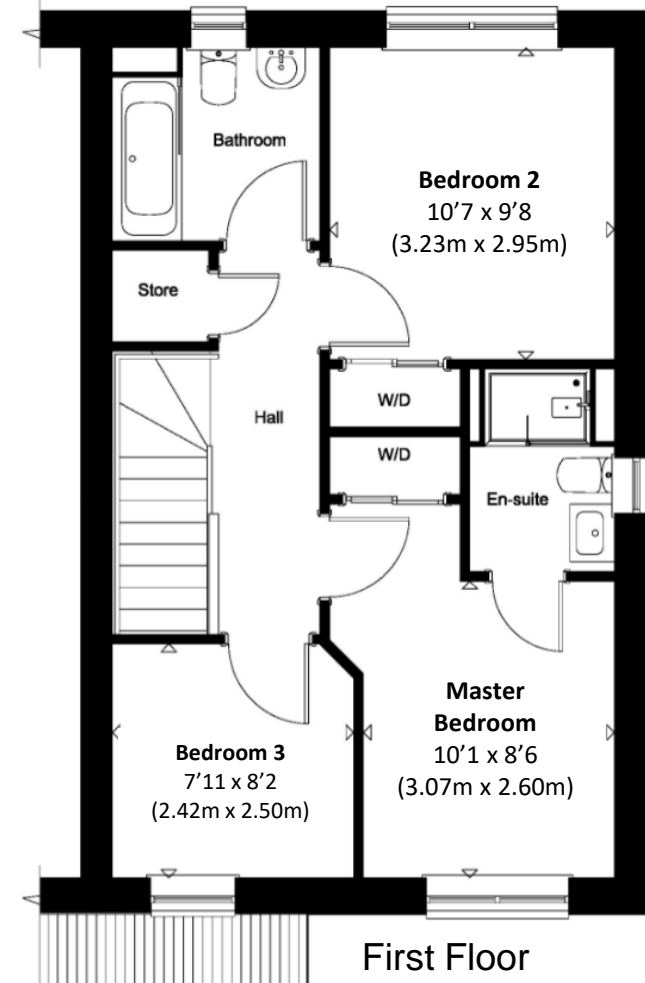 Bathroom
Bedroom 2
10’7 x 9’8
(3.23m x 2.95m)
Store
W/D
Hall
W/D
En-suite
Master
Bedroom
10’1 x 8’6
(3.07m x 2.60m)
Bedroom 3
7’11 x 8’2
(2.42m x 2.50m)
First Floor